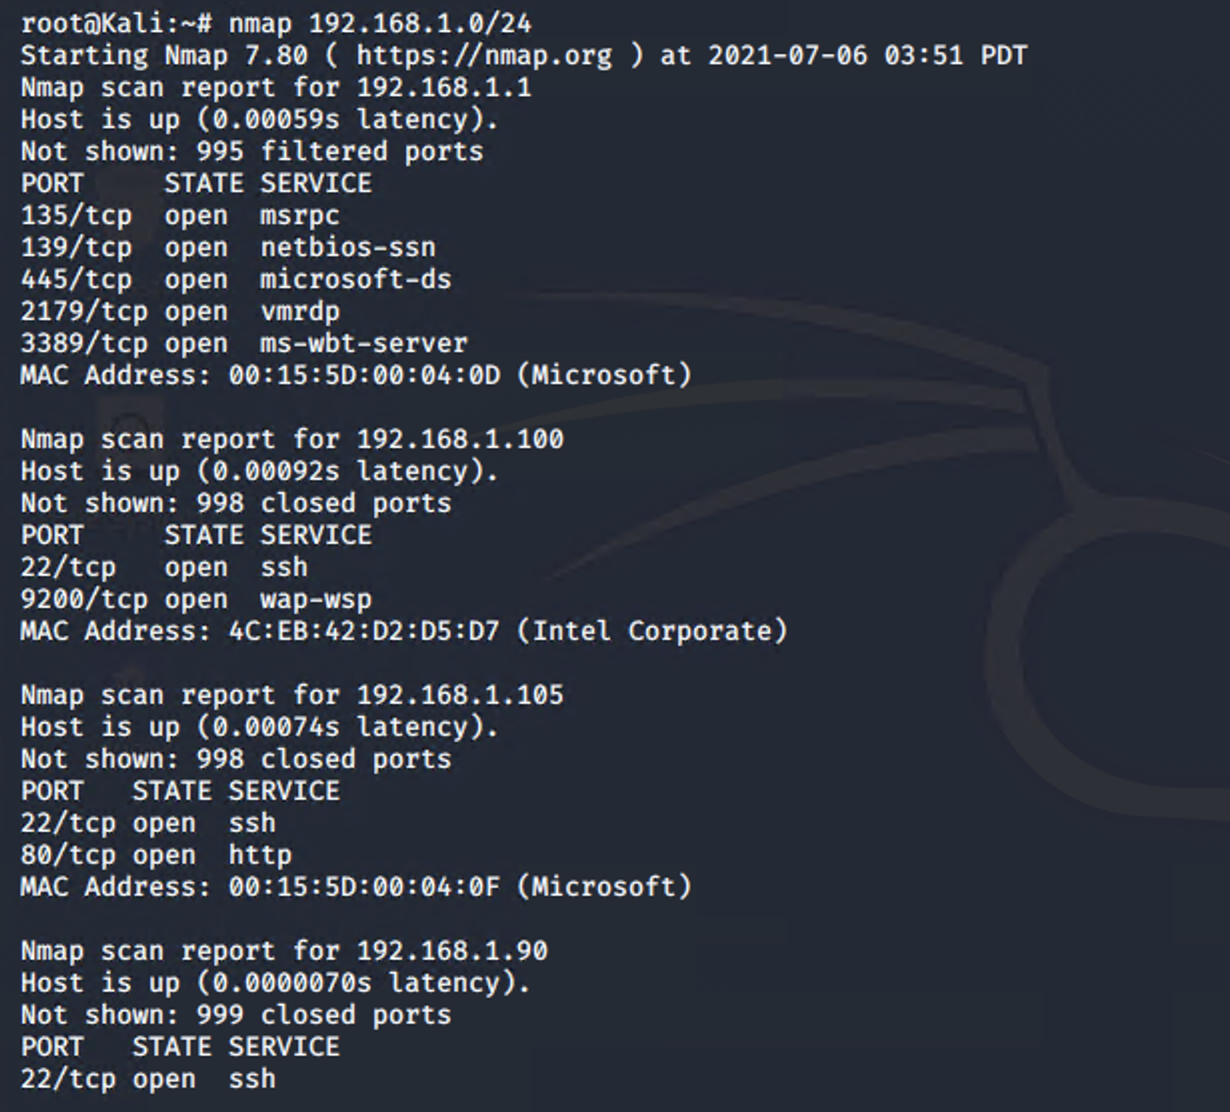 root@Kali:~# nmap 192.168.1.0/24
Starting Nmap 7.80 ( https://nmap.org ) at 2021-07-06 03:51 PDT
Nmap scan report for 192.168.1.1
Host is up (0.00059s latency).
Not shown: 995 filtered ports
PORT     STATE SERVICE
135/tcp  open  msrpc
139/tcp  open  netbios-ssn
445/tcp  open  microsoft-ds
2179/tcp open  vmrdp
3389/tcp open  ms-wbt-server
MAC Address: 00:15:5D:00:04:0D (Microsoft)

Nmap scan report for 192.168.1.100
Host is up (0.00092s latency).
Not shown: 998 closed ports
PORT     STATE SERVICE
22/tcp   open  ssh
9200/tcp open  wap-wsp
MAC Address: 4C:EB:42:D2:D5:D7 (Intel Corporate)

Nmap scan report for 192.168.1.105
Host is up (0.00074s latency).
Not shown: 998 closed ports
PORT   STATE SERVICE
22/tcp open  ssh
80/tcp open  http
MAC Address: 00:15:5D:00:04:0F (Microsoft)

Nmap scan report for 192.168.1.90
Host is up (0.0000070s latency).
Not shown: 999 closed ports
PORT   STATE SERVICE
22/tcp open  ssh